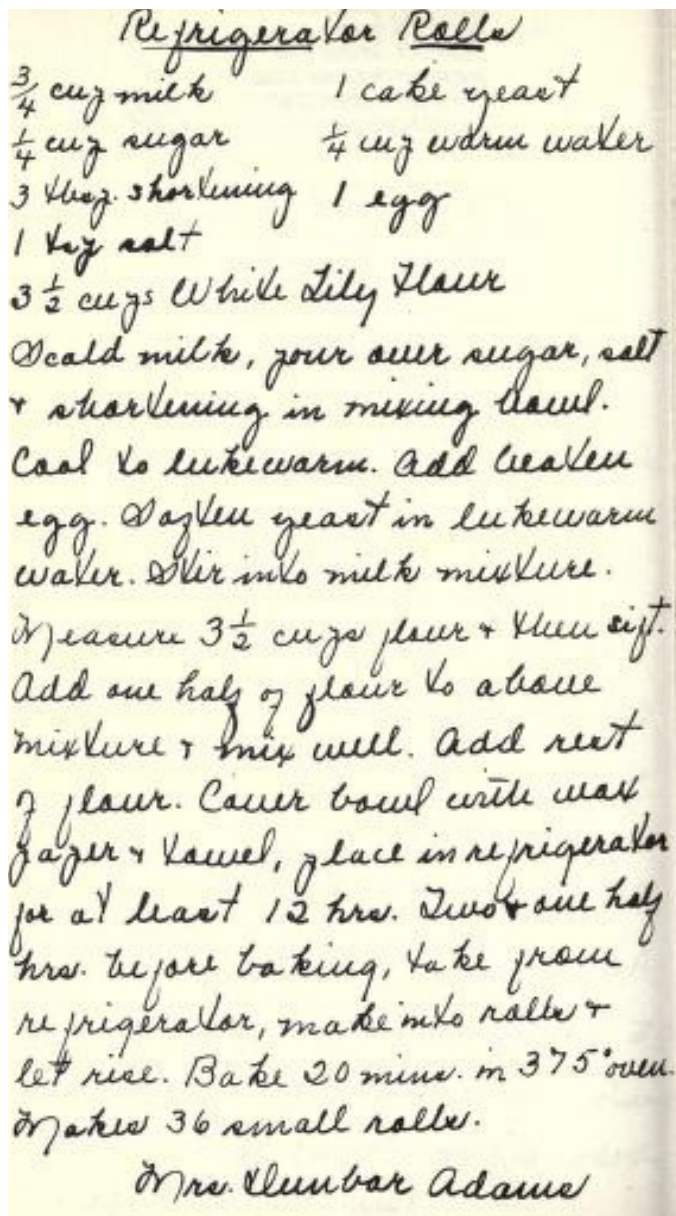 Refrigerator Rolls
3/4 cup milk 1 cake yeast
1/4 cup sugar 1/4 cup warm water
3 tbsp. shortening 1 egg
1 tsp salt
3 1/2 cups White Lily Flour
Scald milk, pour over sugar, salt
& shortening in mixing bowl.
Cool to lukewarm. Add beaten
egg. Soften yeast in lukewarm
water. Stir into milk mixture.
Measure 3 1/2 cups flour & then sift.
Add one half of flour to above
mixture & mix well. Add rest
of flour. Cover bowl with wax
paper & towel, place in refrigerator
for at least 12 hrs. Two & one half
hrs. before baking, take from
refrigerator, make into rolls &
let rise. Bake 20 mins. in 375° oven.
Makes 36 small rolls.
Mrs. Dunbar Adams